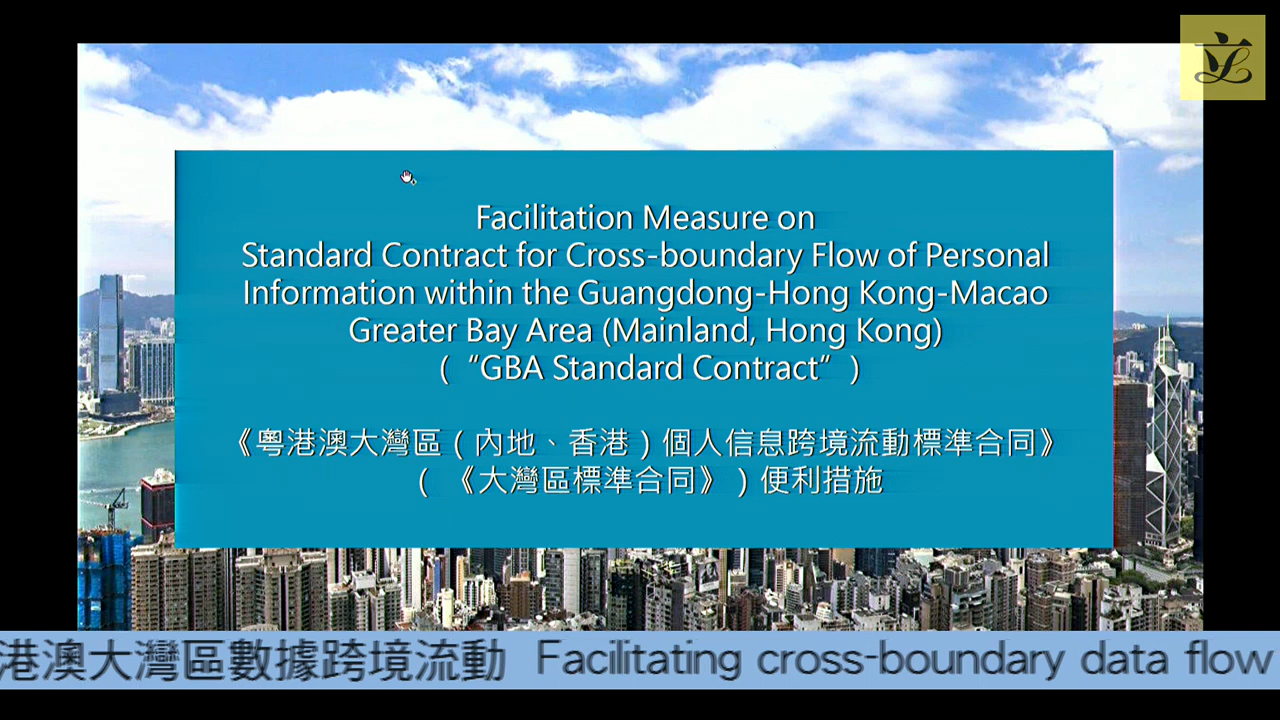 立
Facilitation Measure on
Standard Contract for Cross-boundary Flow of Personal
Information within the Guangdong-Hong Kong-Macao
Greater Bay Area (Mainland, Hong Kong)
(“GBA Standard Contract”)
《粵港澳大灣區(內地、香港)個人信息跨境流動標準合同》
(《大灣區標準合同》)便利措施
港澳大灣區數據跨境流動 Facilitating cross-boundary data flow